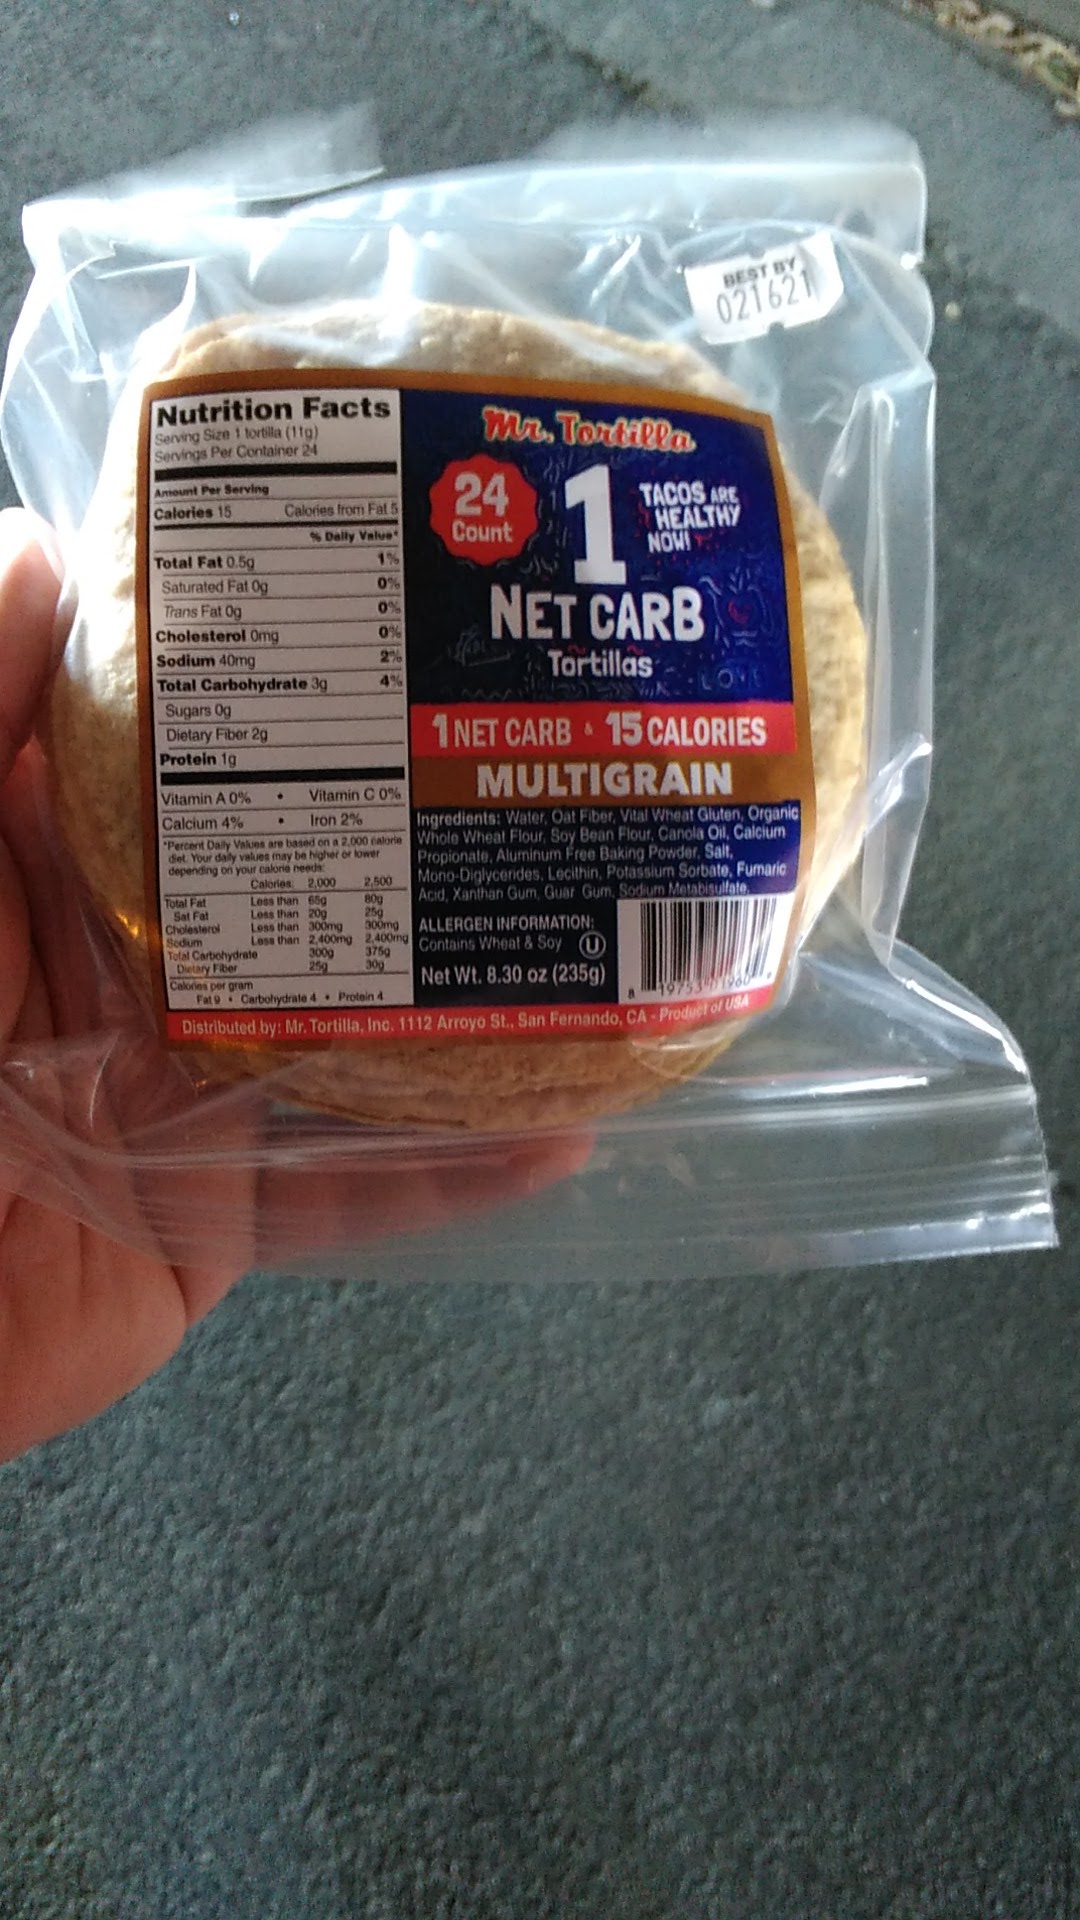 BEST BY
021621
Nutrition Facts
Serving Size 1 tortilla (11g)
Servings Per Container 24
Amount Per Serving
Calories 15 Calories from Fat 5
% Daily Value*
Total Fat 0.5g 1%
Saturated Fat 0g 0%
Trans Fat 0g 0%
Cholesterol 0mg 0%
Sodium 40mg 2%
Total Carbohydrate 3g 4%
Sugars 0g
Dietary Fiber 2g
Protein 1g
Vitamin A 0% • Vitamin C 0%
Calcium 4% • Iron 2%
*Percent Daily Values are based on a 2,000 calorie
diet. Your daily values may be higher or lower
depending on your calorie needs:
Calories: 2,000 2,500
Total Fat Less than 65g 80g
Sat Fat Less than 20g 25g
Cholesterol Less than 300mg 300mg
Sodium Less than 2,400mg 2,400mg
Total Carbohydrate 300g 375g
Dietary Fiber 25g 30g
Calories per gram
Fat 9 • Carbohydrate 4 • Protein 4
Mr. Tortilla
24
Count
1
TACOS ARE
HEALTHY
NOW!
NET CARB
Tortillas
LOVE
1 NET CARB & 15 CALORIES
MULTIGRAIN
Ingredients: Water, Oat Fiber, Vital Wheat Gluten, Organic
Whole Wheat Flour, Soy Bean Flour, Canola Oil, Calcium
Propionate, Aluminum Free Baking Powder, Salt,
Mono-Diglycerides, Lecithin, Potassium Sorbate, Fumaric
Acid, Xanthan Gum, Guar Gum, Sodium Metabisulfate.
ALLERGEN INFORMATION:
Contains Wheat & Soy U
Net Wt. 8.30 oz (235g)
Distributed by: Mr. Tortilla, Inc. 1112 Arroyo St., San Fernando, CA - Product of USA